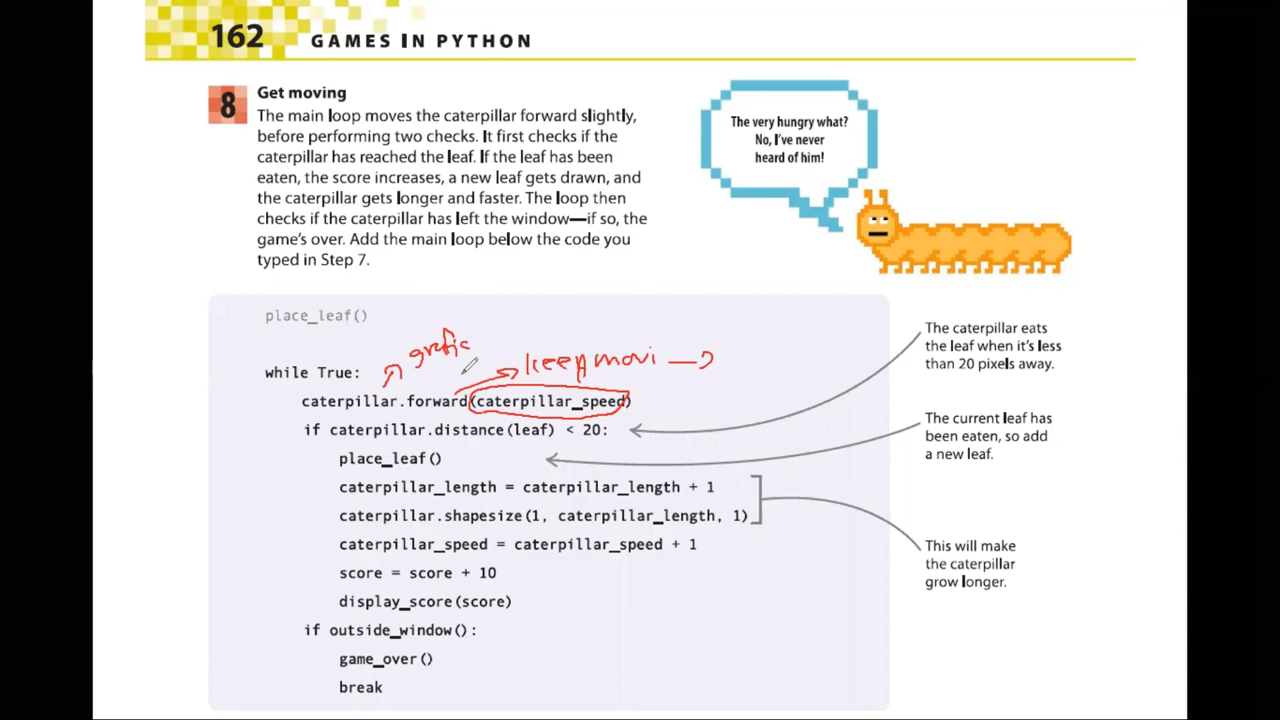 162 GAMES IN PYTHON
8 Get moving
The main loop moves the caterpillar forward slightly,
before performing two checks. It first checks if the
caterpillar has reached the leaf. If the leaf has been
eaten, the score increases, a new leaf gets drawn, and
the caterpillar gets longer and faster. The loop then
checks if the caterpillar has left the window—if so, the
game's over. Add the main loop below the code you
typed in Step 7.
The very hungry what?
No, I've never
heard of him!
place_leaf()
grafic
keep movi
while True:
caterpillar.forward(caterpillar_speed)
if caterpillar.distance(leaf) < 20:
place_leaf()
caterpillar_length = caterpillar_length + 1
caterpillar.shapesize(1, caterpillar_length, 1)
caterpillar_speed = caterpillar_speed + 1
score = score + 10
display_score(score)
if outside_window():
game_over()
break
The caterpillar eats
the leaf when it's less
than 20 pixels away.
The current leaf has
been eaten, so add
a new leaf.
This will make
the caterpillar
grow longer.